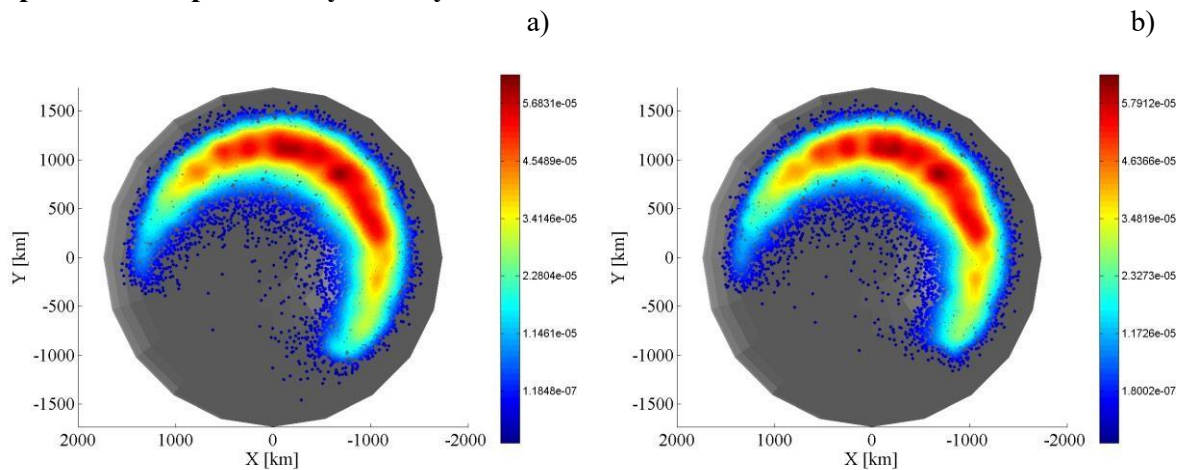 a)
b)
5.6831e-05
4.5489e-05
3.4146e-05
2.2804e-05
1.1461e-05
1.1848e-07
1500
1000
500
0
-500
-1000
-1500
Y [km]
2000 1000 0 -1000 -2000
X [km]
5.7912e-05
4.6366e-05
3.4819e-05
2.3273e-05
1.1726e-05
1.8002e-07
1500
1000
500
0
-500
-1000
-1500
Y [km]
2000 1000 0 -1000 -2000
X [km]